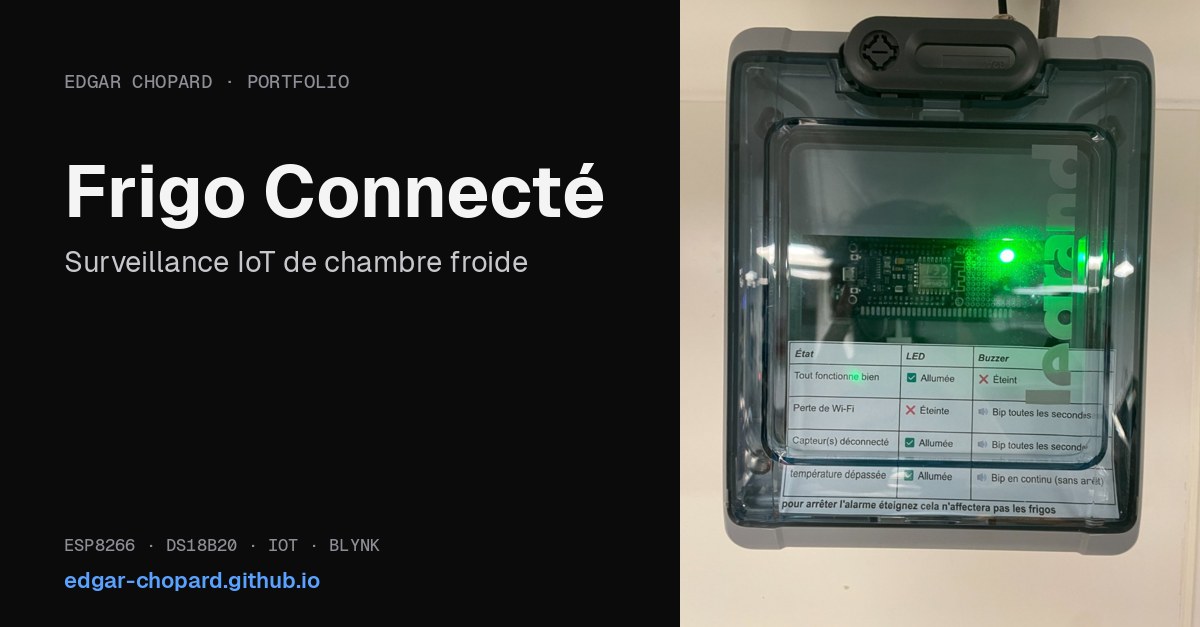 EDGAR CHOPARD · PORTFOLIO
Frigo Connecté
Surveillance IoT de chambre froide
ESP8266 · DS18B20 · IOT · BLYNK
edgar-chopard.github.io
legrand
État LED Buzzer
Tout fonctionne bien ✅ Allumée ❌ Éteint
Perte de Wi-Fi ❌ Éteinte 🔊 Bip toutes les secondes
Capteur(s) déconnecté ✅ Allumée 🔊 Bip toutes les secondes
température dépassée ✅ Allumée 🔊 Bip en continu (sans arrêt)
pour arrêter l'alarme éteignez cela n'affectera pas les frigos